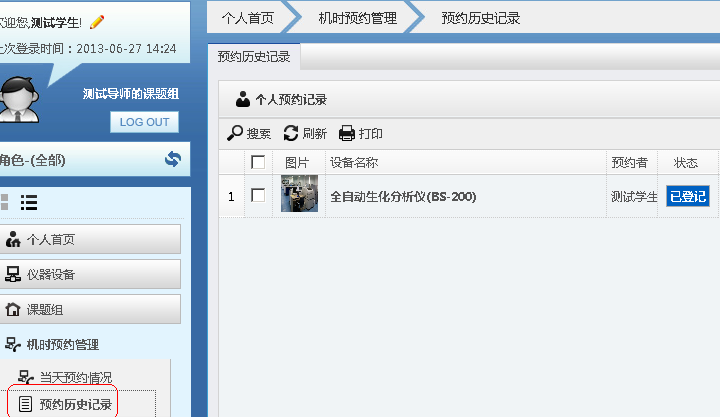 欢迎您,测试学生!
上次登录时间：2013-06-27 14:24
测试导师的课题组
LOG OUT
角色-(全部)
个人首页
仪器设备
课题组
机时预约管理
当天预约情况
预约历史记录
个人首页 机时预约管理 预约历史记录
预约历史记录
个人预约记录
搜索 刷新 打印
图片 设备名称 预约者 状态
1 全自动生化分析仪(BS-200) 测试学生 已登记